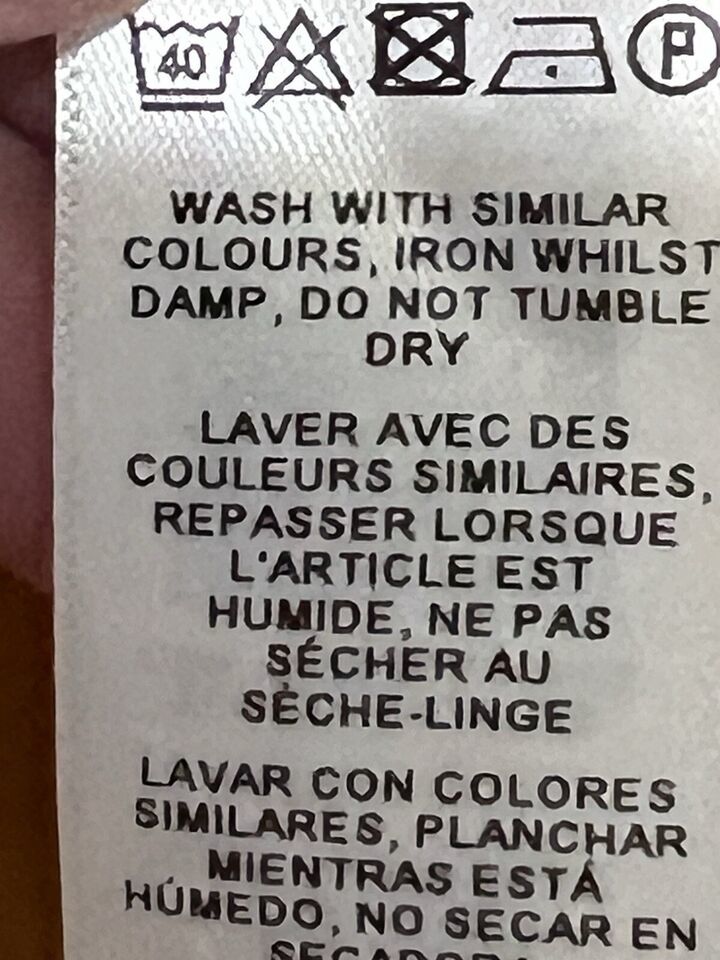 40 P
WASH WITH SIMILAR
COLOURS, IRON WHILST
DAMP, DO NOT TUMBLE
DRY
LAVER AVEC DES
COULEURS SIMILAIRES,
REPASSER LORSQUE
L'ARTICLE EST
HUMIDE, NE PAS
SÉCHER AU
SÈCHE-LINGE
LAVAR CON COLORES
SIMILARES, PLANCHAR
MIENTRAS ESTÁ
HÚMEDO, NO SECAR EN